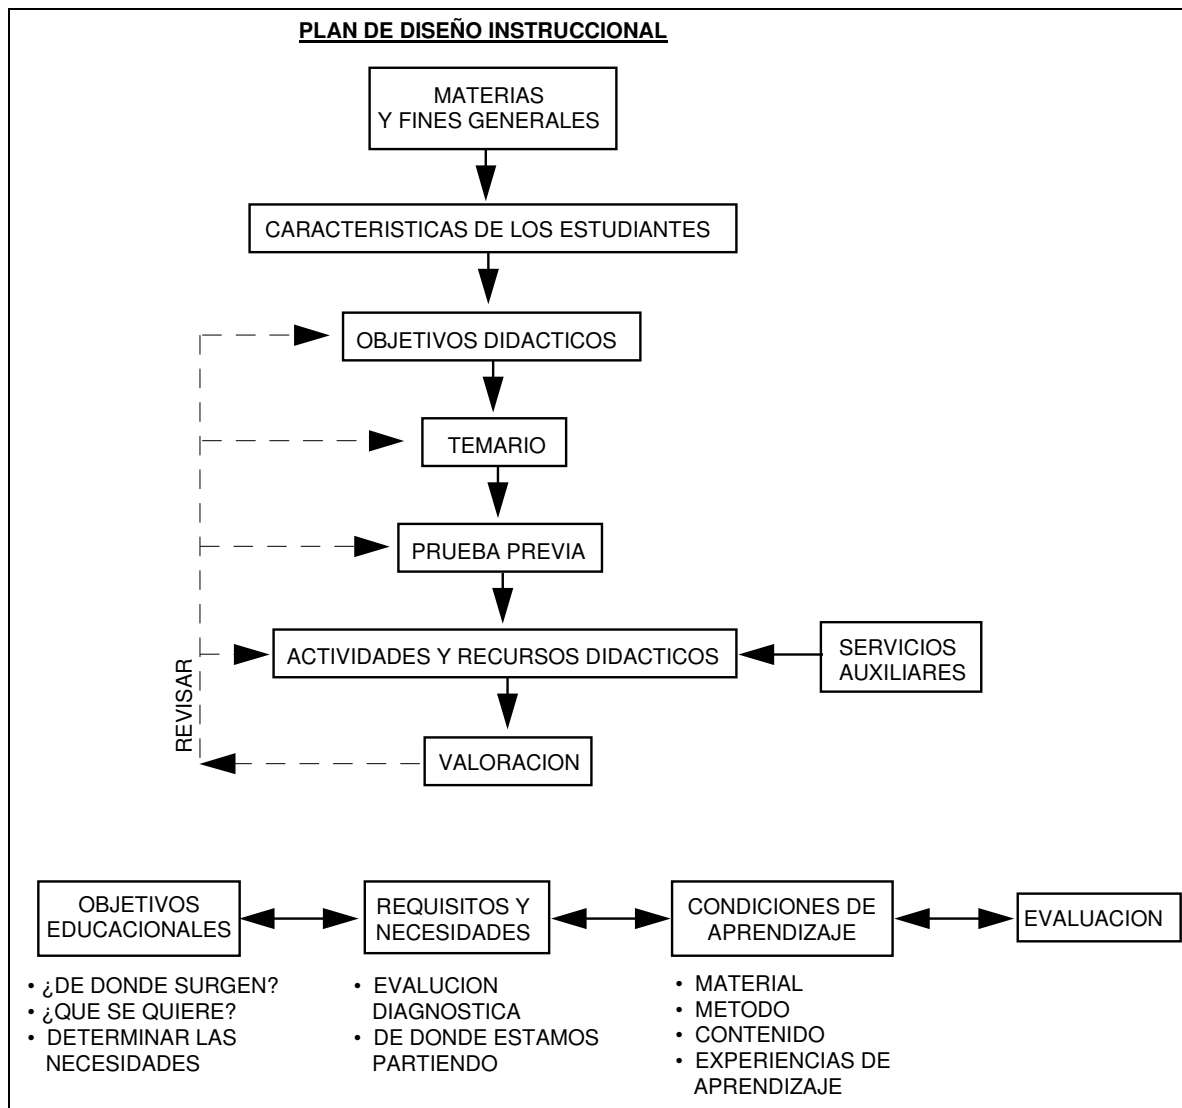 PLAN DE DISEÑO INSTRUCCIONAL
MATERIAS
Y FINES GENERALES
CARACTERISTICAS DE LOS ESTUDIANTES
OBJETIVOS DIDACTICOS
TEMARIO
PRUEBA PREVIA
ACTIVIDADES Y RECURSOS DIDACTICOS
SERVICIOS
AUXILIARES
REVISAR
VALORACION
OBJETIVOS
EDUCACIONALES
• ¿DE DONDE SURGEN?
• ¿QUE SE QUIERE?
• DETERMINAR LAS
NECESIDADES
REQUISITOS Y
NECESIDADES
• EVALUCION
DIAGNOSTICA
• DE DONDE ESTAMOS
PARTIENDO
CONDICIONES DE
APRENDIZAJE
• MATERIAL
• METODO
• CONTENIDO
• EXPERIENCIAS DE
APRENDIZAJE
EVALUACION